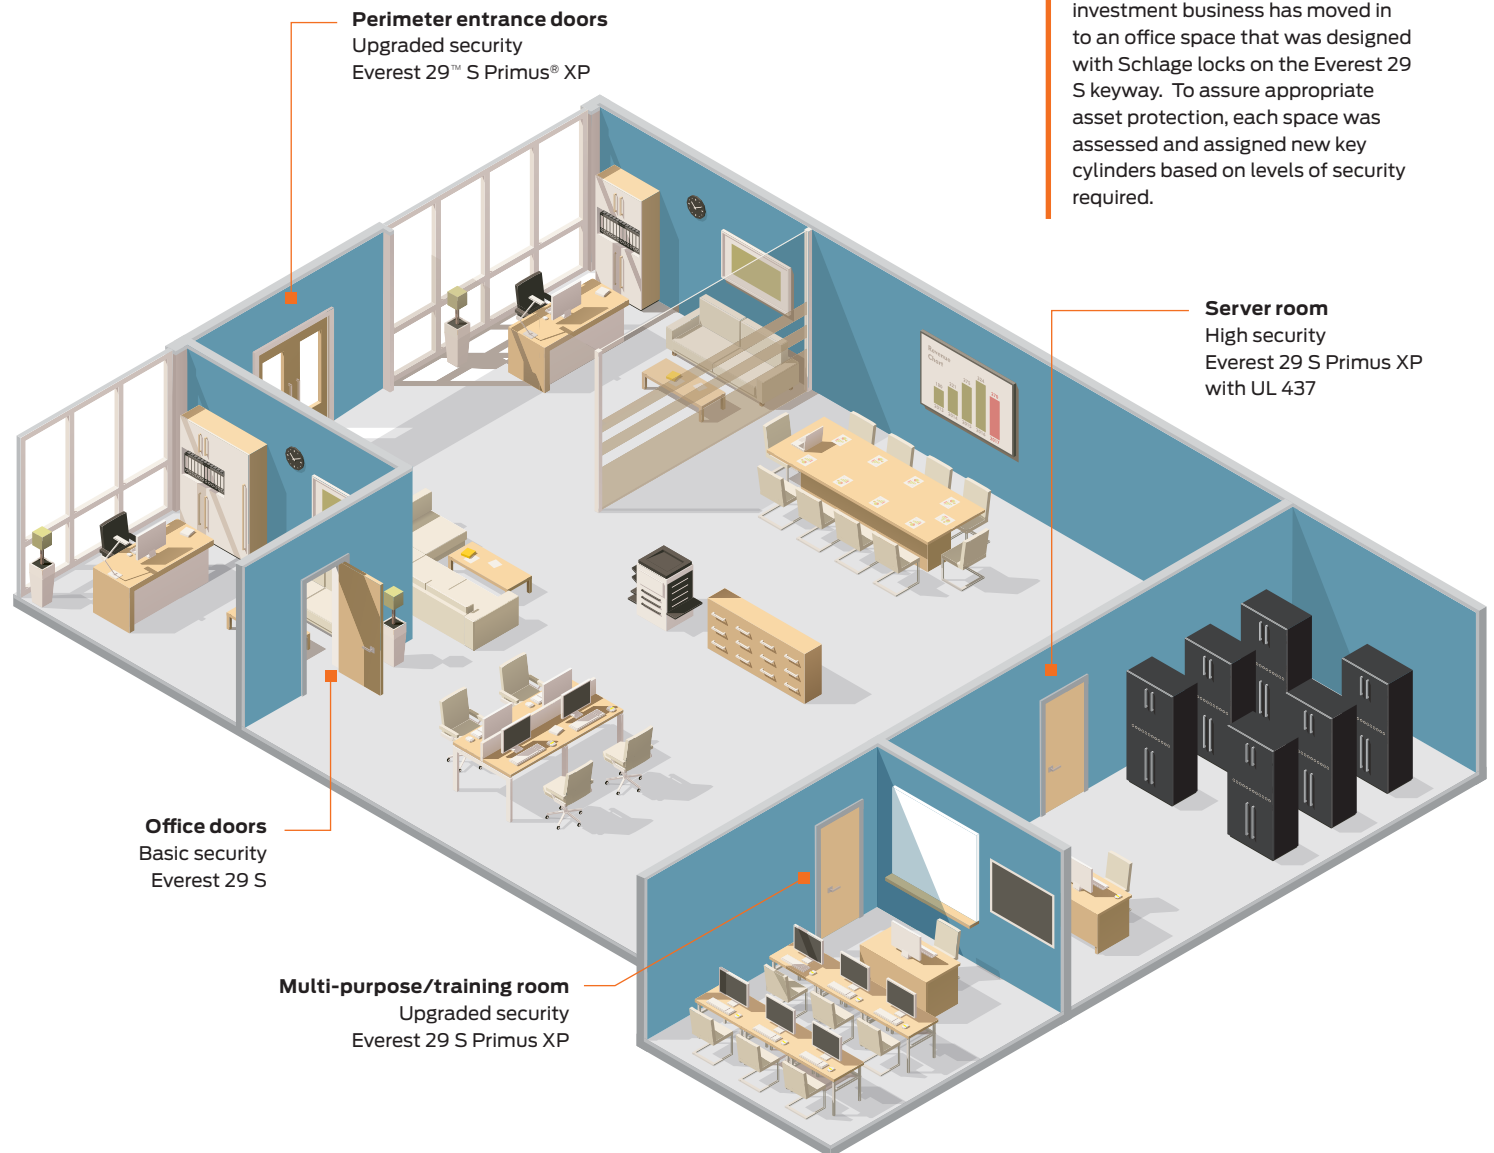 Perimeter entrance doors
Upgraded security
Everest 29™ S Primus® XP
investment business has moved in
to an office space that was designed
with Schlage locks on the Everest 29
S keyway. To assure appropriate
asset protection, each space was
assessed and assigned new key
cylinders based on levels of security
required.
Server room
High security
Everest 29 S Primus XP
with UL 437
Revenue
Chart
Office doors
Basic security
Everest 29 S
Multi-purpose/training room
Upgraded security
Everest 29 S Primus XP